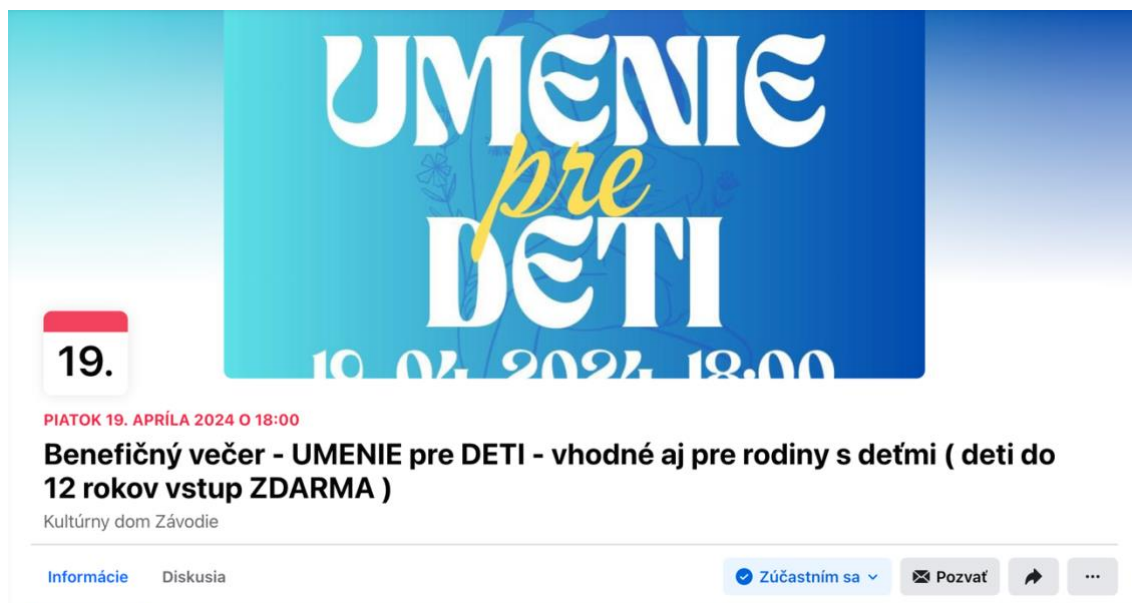 UMENIE
pre
DETI
19 04 2024 18:00
19.
PIATOK 19. APRÍLA 2024 O 18:00
Benefičný večer - UMENIE pre DETI - vhodné aj pre rodiny s deťmi ( deti do
12 rokov vstup ZDARMA )
Kultúrny dom Závodie
Informácie Diskusia Zúčastním sa Pozvať ...